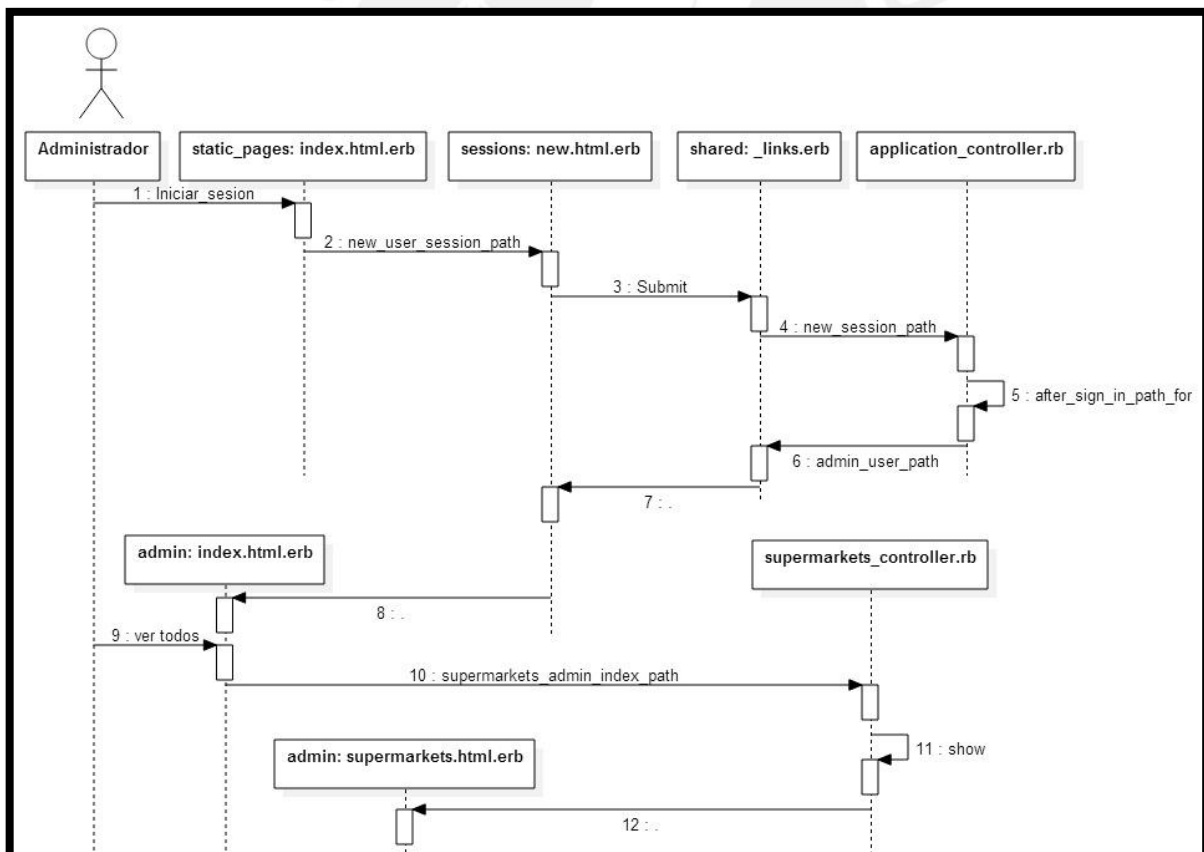 Administrador
static_pages: index.html.erb
sessions: new.html.erb
shared: _links.erb
application_controller.rb
1 : Iniciar_sesion
2 : new_user_session_path
3 : Submit
4 : new_session_path
5 : after_sign_in_path_for
6 : admin_user_path
7 : .
admin: index.html.erb
supermarkets_controller.rb
8 : .
9 : ver todos
10 : supermarkets_admin_index_path
11 : show
admin: supermarkets.html.erb
12 : .